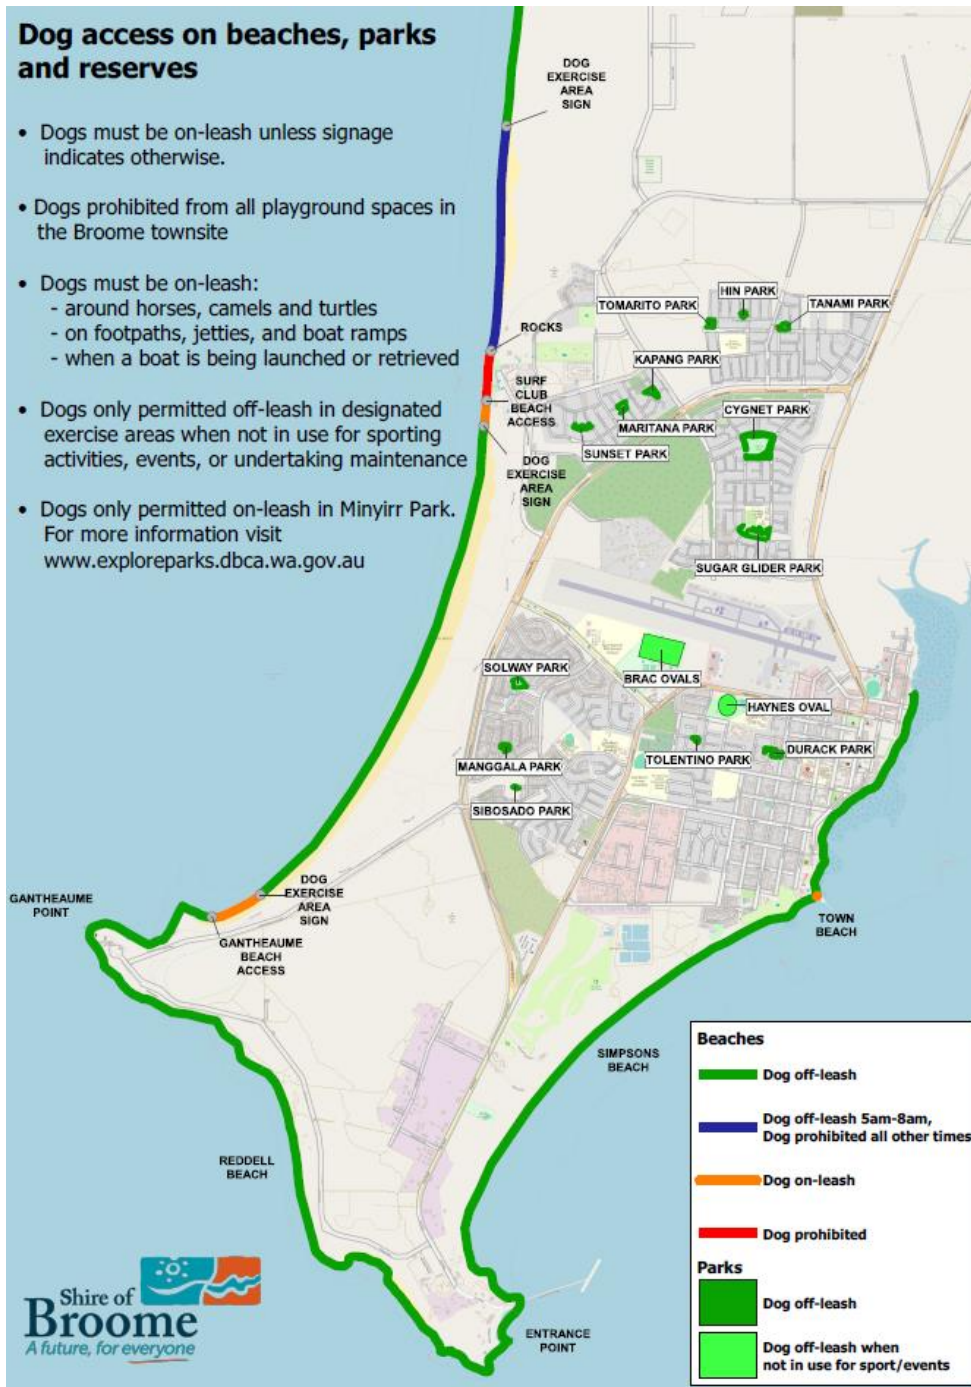 Dog access on beaches, parks
and reserves
• Dogs must be on-leash unless signage
indicates otherwise.
• Dogs prohibited from all playground spaces in
the Broome townsite
• Dogs must be on-leash:
- around horses, camels and turtles
- on footpaths, jetties, and boat ramps
- when a boat is being launched or retrieved
• Dogs only permitted off-leash in designated
exercise areas when not in use for sporting
activities, events, or undertaking maintenance
• Dogs only permitted on-leash in Minyirr Park.
For more information visit
www.exploreparks.dbca.wa.gov.au
DOG
EXERCISE
AREA
SIGN
HIN PARK
TOMARITO PARK
TANAMI PARK
ROCKS
KAPANG PARK
SURF
CLUB
BEACH
ACCESS
CYGNET PARK
MARITANA PARK
SUNSET PARK
DOG
EXERCISE
AREA
SIGN
SUGAR GLIDER PARK
SOLWAY PARK
BRAC OVALS
HAYNES OVAL
MANGGALA PARK
TOLENTINO PARK
DURACK PARK
SIBOSADO PARK
DOG
EXERCISE
AREA
SIGN
GANTHEAUME
POINT
GANTHEAUME
BEACH
ACCESS
TOWN
BEACH
SIMPSONS
BEACH
REDDELL
BEACH
ENTRANCE
POINT
Beaches
Dog off-leash
Dog off-leash 5am-8am,
Dog prohibited all other times
Dog on-leash
Dog prohibited
Parks
Dog off-leash
Dog off-leash when
not in use for sport/events
Shire of
Broome
A future, for everyone